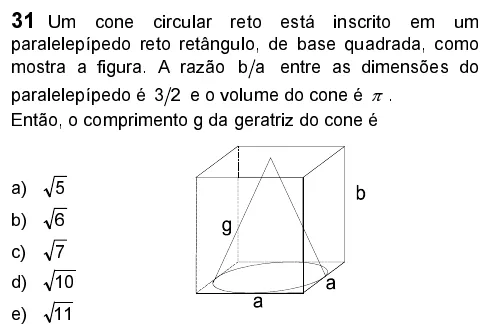 31 Um cone circular reto está inscrito em um
paralelepípedo reto retângulo, de base quadrada, como
mostra a figura. A razão b/a entre as dimensões do
paralelepípedo é 3/2 e o volume do cone é π .
Então, o comprimento g da geratriz do cone é
a) √5
b) √6
c) √7
d) √10
e) √11
b
g
a
a